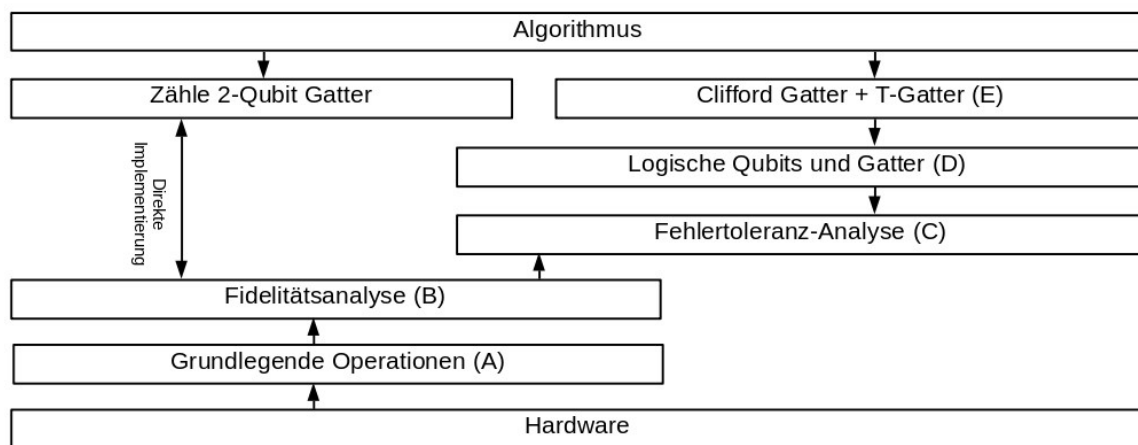 Algorithmus
Zähle 2-Qubit Gatter
Clifford Gatter + T-Gatter (E)
Direkte
Implementierung
Logische Qubits und Gatter (D)
Fehlertoleranz-Analyse (C)
Fidelitätsanalyse (B)
Grundlegende Operationen (A)
Hardware